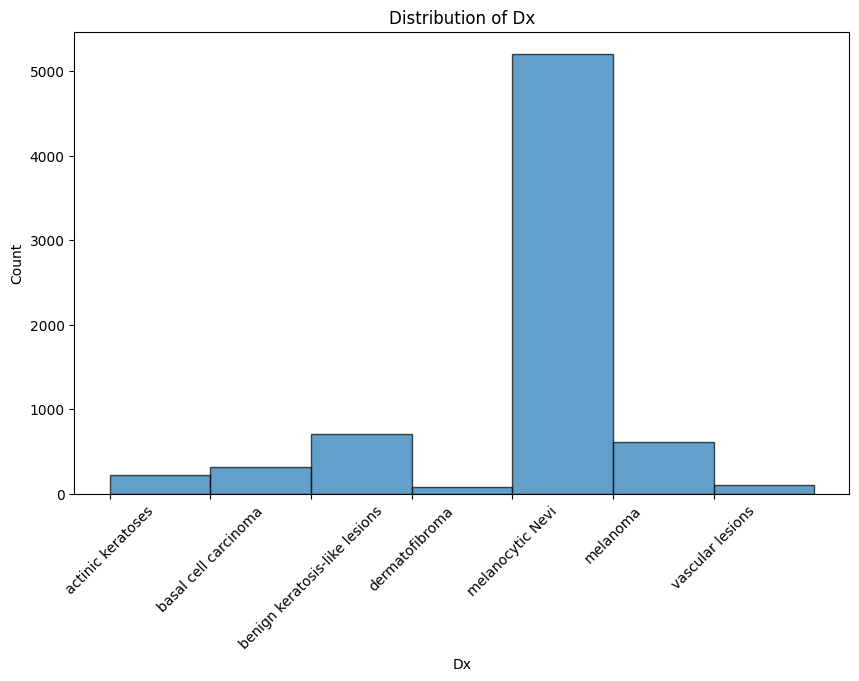 Distribution of Dx
Count
5000
4000
3000
2000
1000
0
actinic keratoses
basal cell carcinoma
benign keratosis-like lesions
dermatofibroma
melanocytic Nevi
melanoma
vascular lesions
Dx